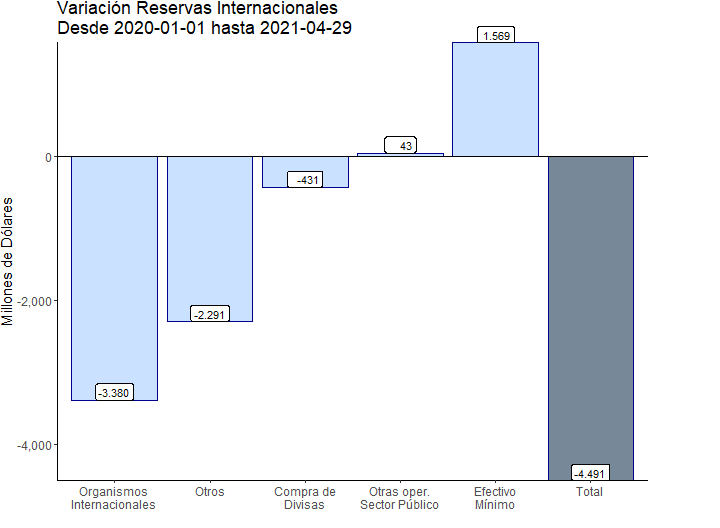 Variación Reservas Internacionales
Desde 2020-01-01 hasta 2021-04-29
Millones de Dólares
0
-2,000
-4,000
-3.380
-2.291
-431
43
1.569
-4.491
Organismos
Internacionales
Otros
Compra de
Divisas
Otras oper.
Sector Público
Efectivo
Mínimo
Total